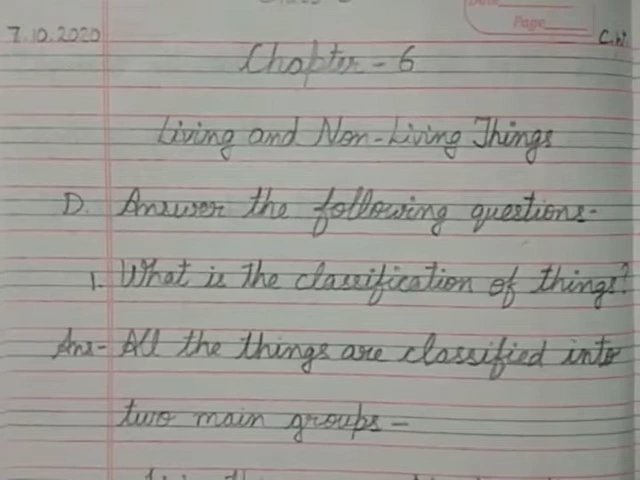 Date
Page
7.10.2020
C.W.
Chapter - 6
Living and Non-Living Things
D. Answer the following questions-
1. What is the classification of things?
Ans- All the things are classified into
two main groups-